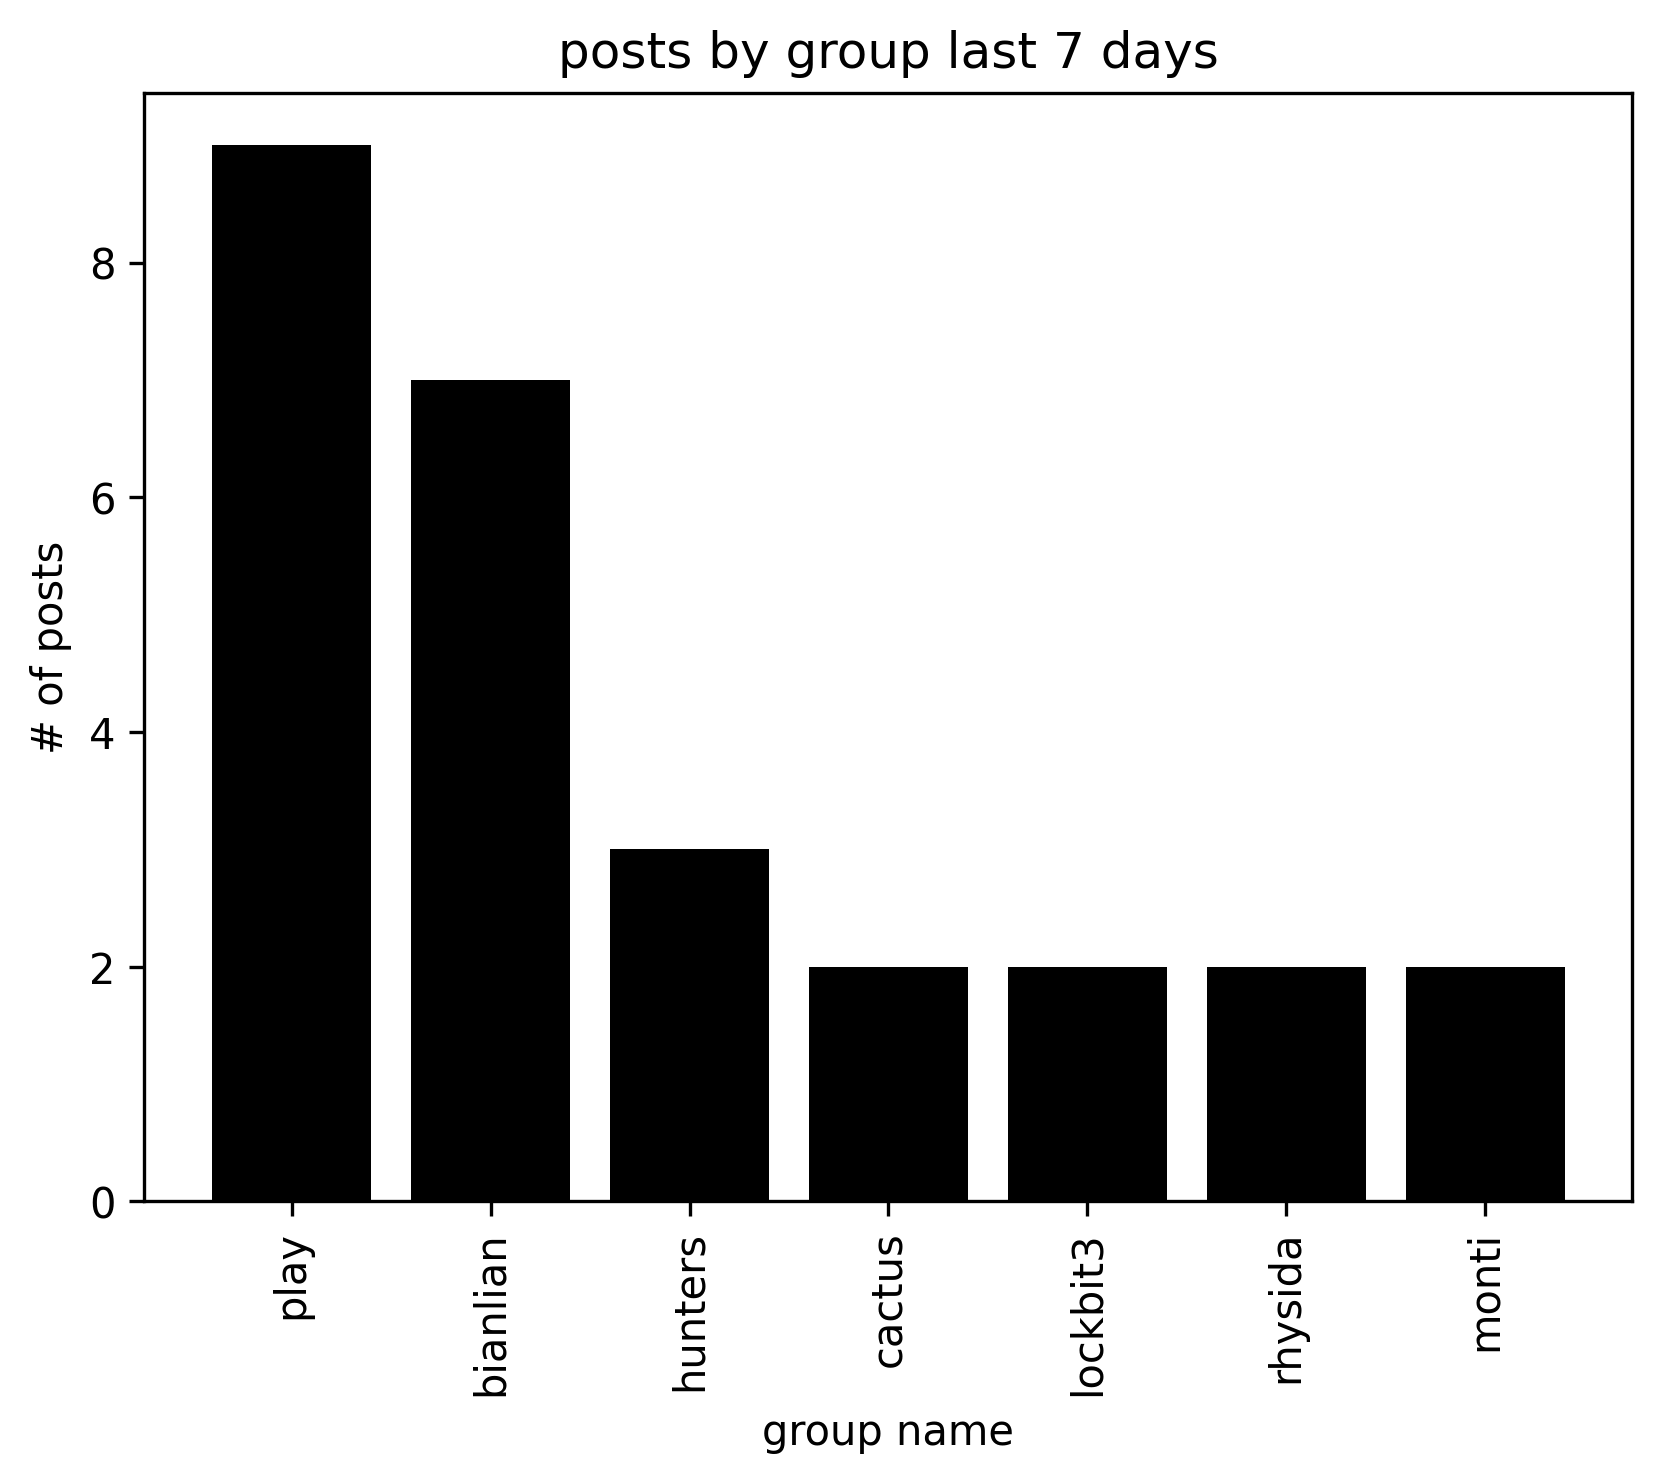 posts by group last 7 days
# of posts
8
6
4
2
0
play
bianlian
hunters
cactus
lockbit3
rhysida
monti
group name